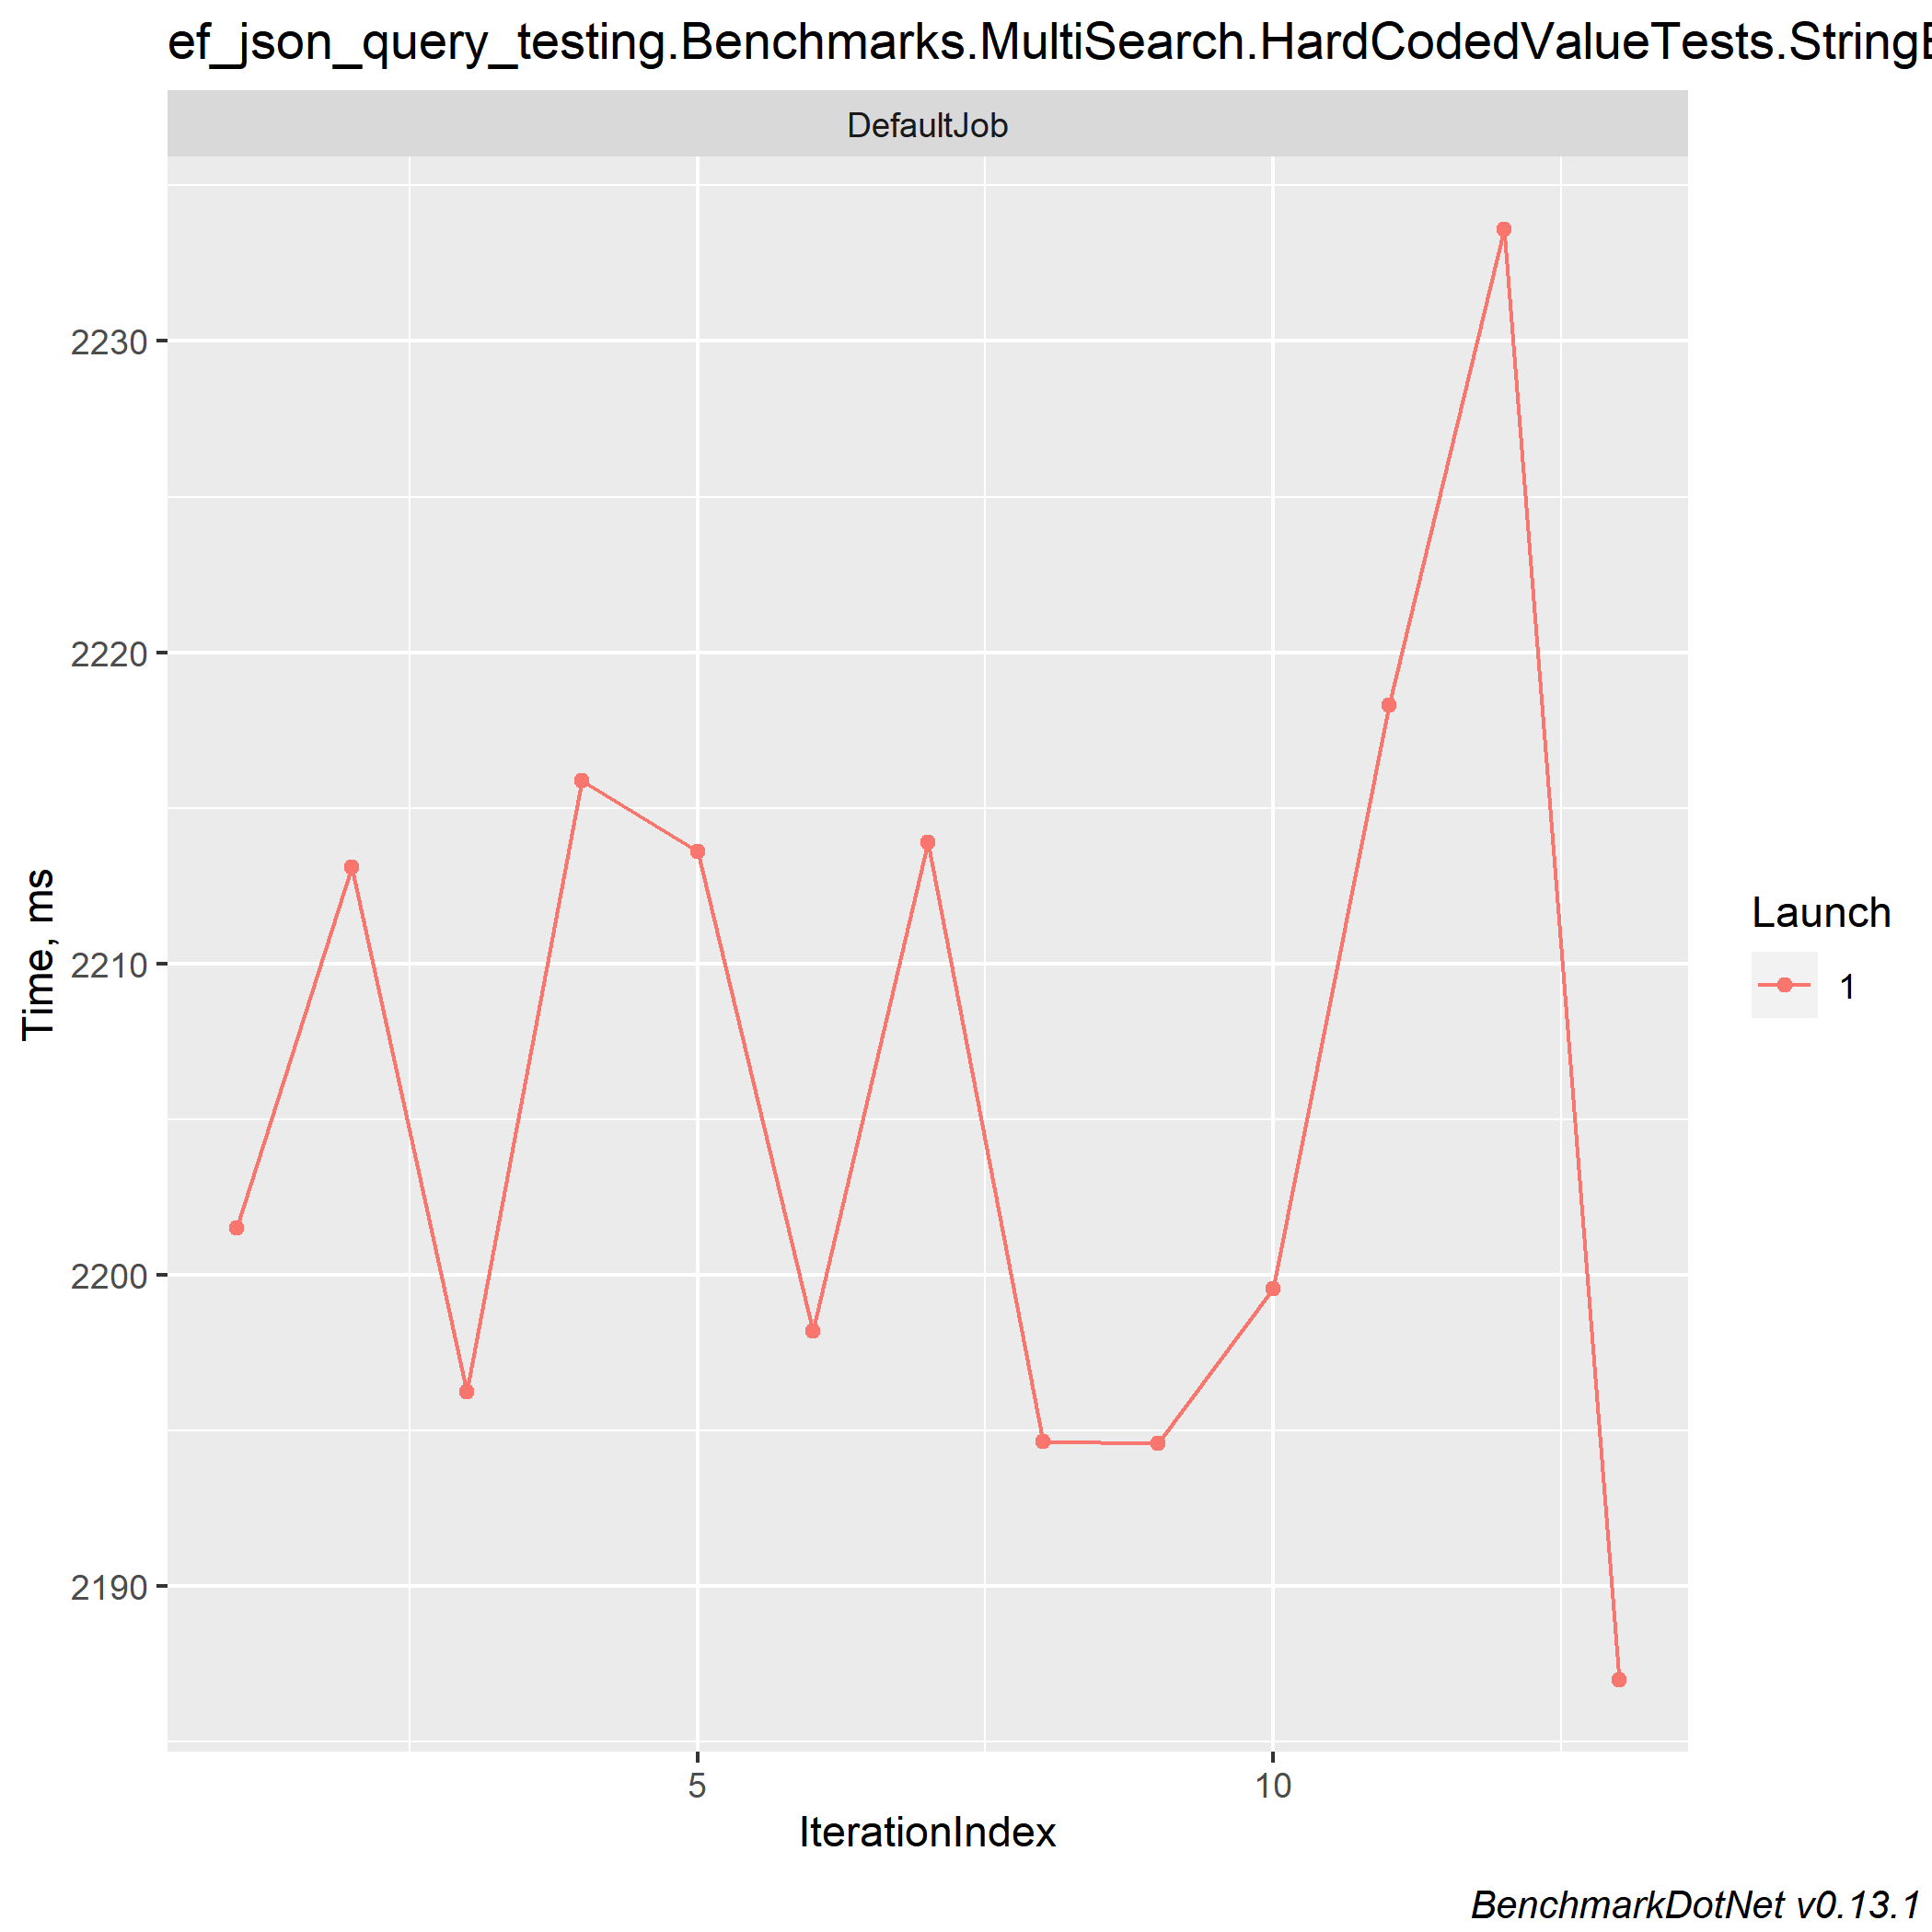 ef_json_query_testing.Benchmarks.MultiSearch.HardCodedValueTests.String
DefaultJob
Time, ms
2230
2220
2210
2200
2190
5
10
IterationIndex
Launch
1
BenchmarkDotNet v0.13.1